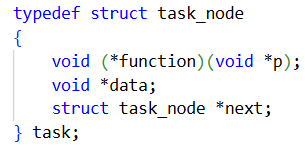 typedef struct task_node
{
    void (*function)(void *p);
    void *data;
    struct task_node *next;
} task;